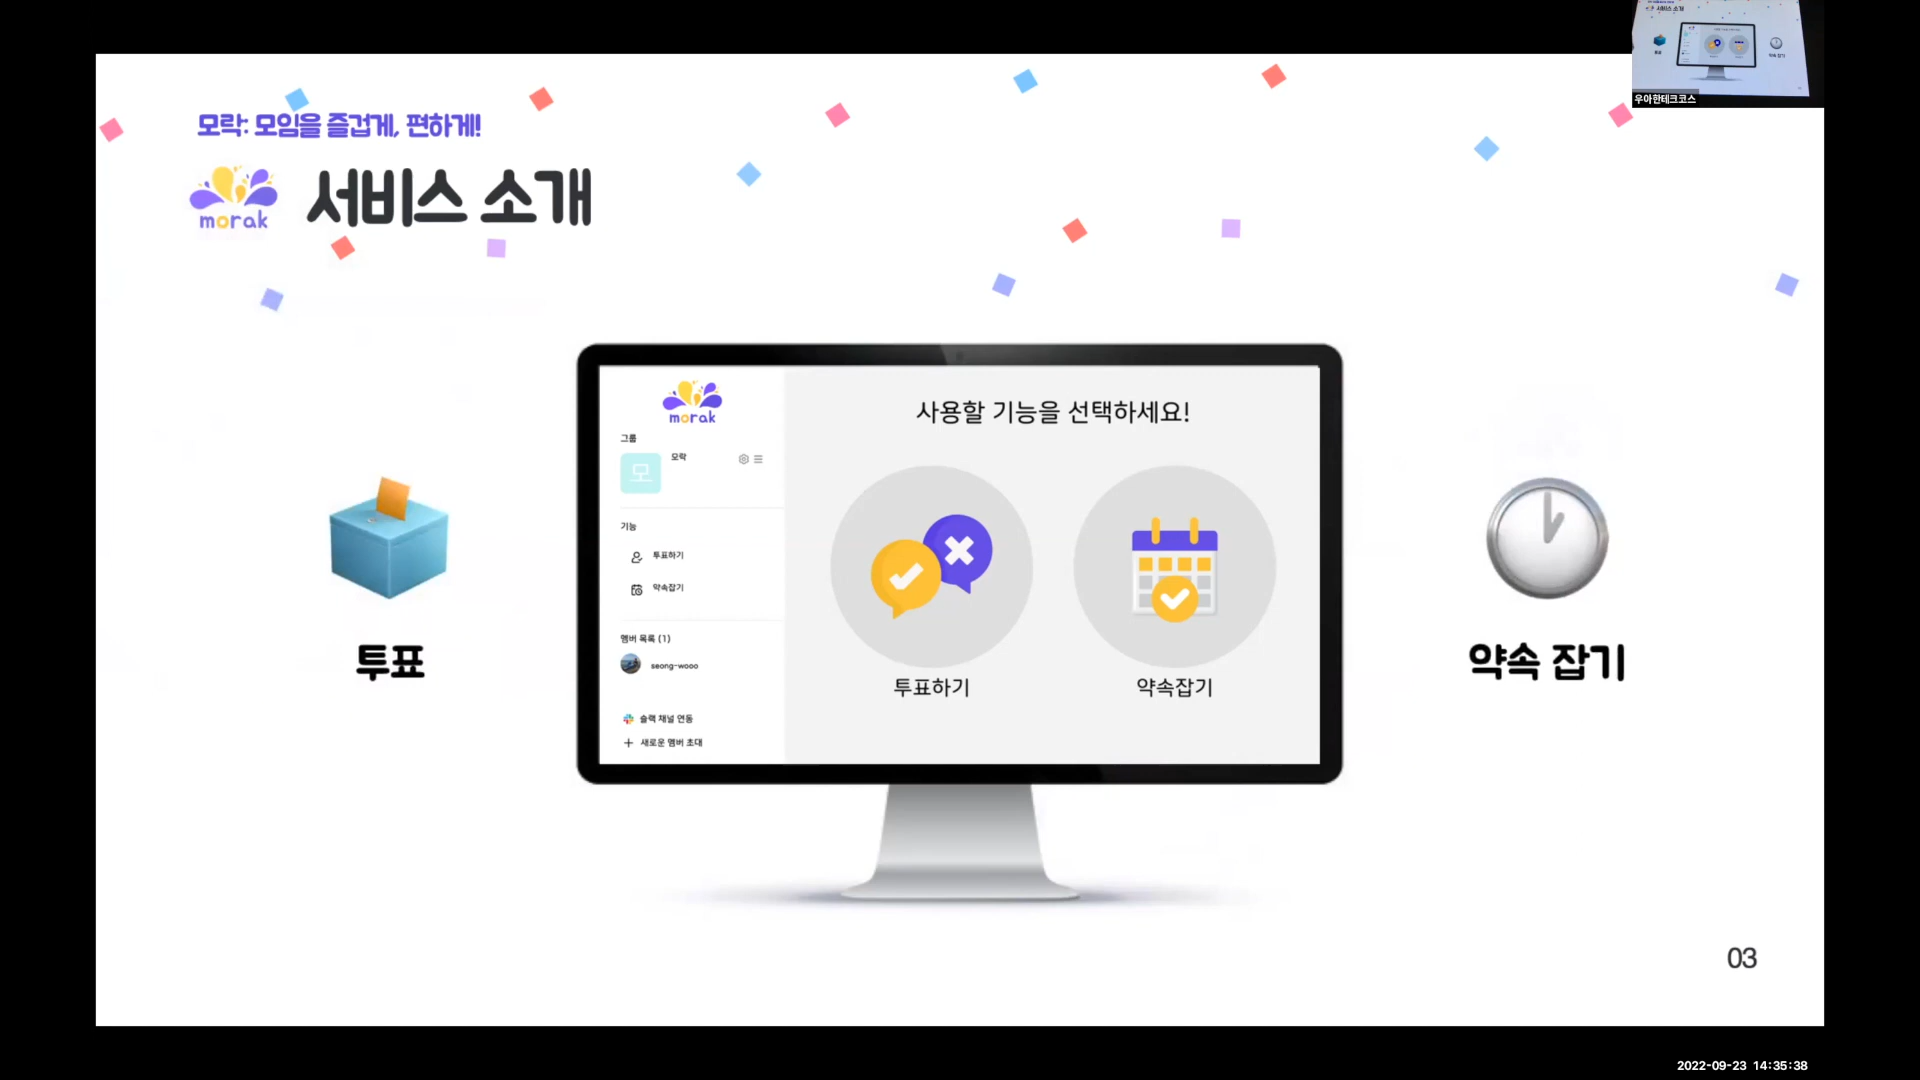 우아한테크코스
모락: 모임을 즐겁게, 편하게!
morak
서비스 소개
morak
그룹
모
모락
기능
투표하기
약속잡기
멤버 목록 (1)
seong-wooo
슬랙 채널 연동
새로운 멤버 초대
사용할 기능을 선택하세요!
투표하기
약속잡기
투표
약속 잡기
03
2022-09-23 14:35:38